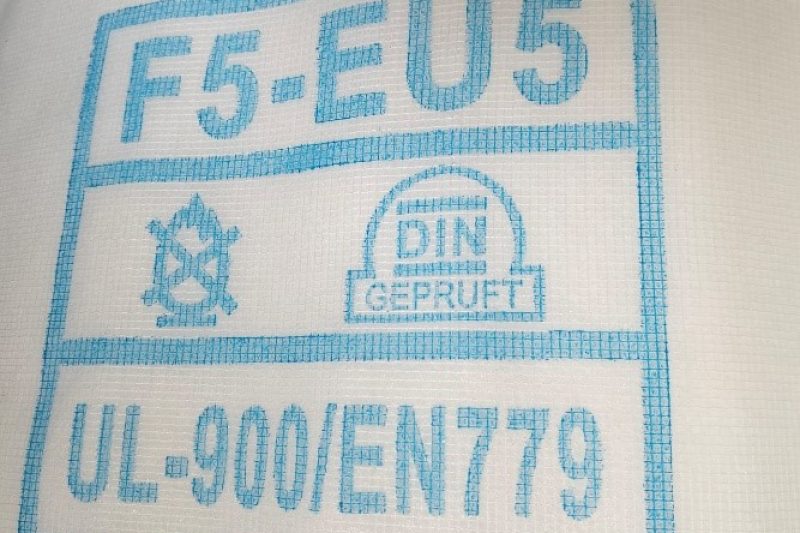 F5-EU5
DIN
GEPRUFT
UL-900/EN779